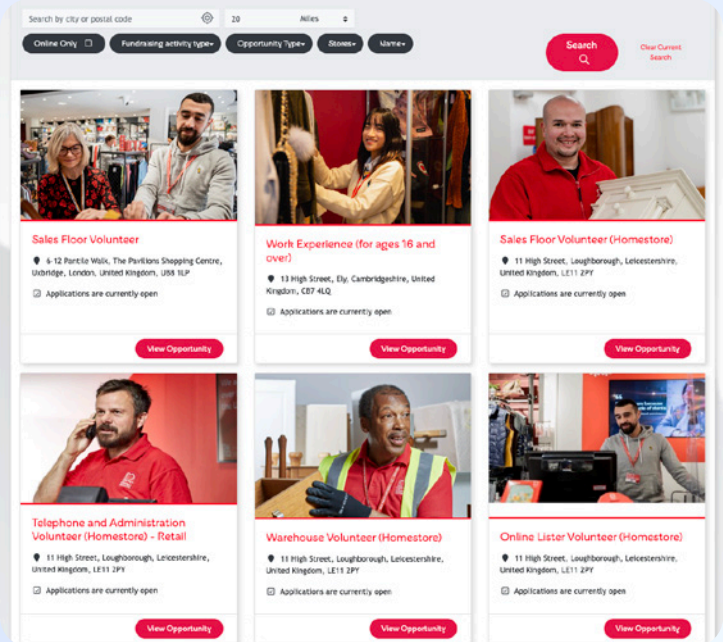 Search by city or postal code
20 Miles
Online Only
Fundraising activity type
Opportunity Type
Stores
Name
Search
Clear Current
Search
Sales Floor Volunteer
6-12 Pantile Walk, The Pavilions Shopping Centre,
Uxbridge, London, United Kingdom, UB8 1LP
Applications are currently open
View Opportunity
Work Experience (for ages 16 and
over)
13 High Street, Ely, Cambridgeshire, United
Kingdom, CB7 4LQ
Applications are currently open
View Opportunity
Sales Floor Volunteer (Homestore)
11 High Street, Loughborough, Leicestershire,
United Kingdom, LE11 2PY
Applications are currently open
View Opportunity
Telephone and Administration
Volunteer (Homestore) - Retail
11 High Street, Loughborough, Leicestershire,
United Kingdom, LE11 2PY
Applications are currently open
View Opportunity
Warehouse Volunteer (Homestore)
11 High Street, Loughborough, Leicestershire,
United Kingdom, LE11 2PY
Applications are currently open
View Opportunity
Online Lister Volunteer (Homestore)
11 High Street, Loughborough, Leicestershire,
United Kingdom, LE11 2PY
Applications are currently open
View Opportunity